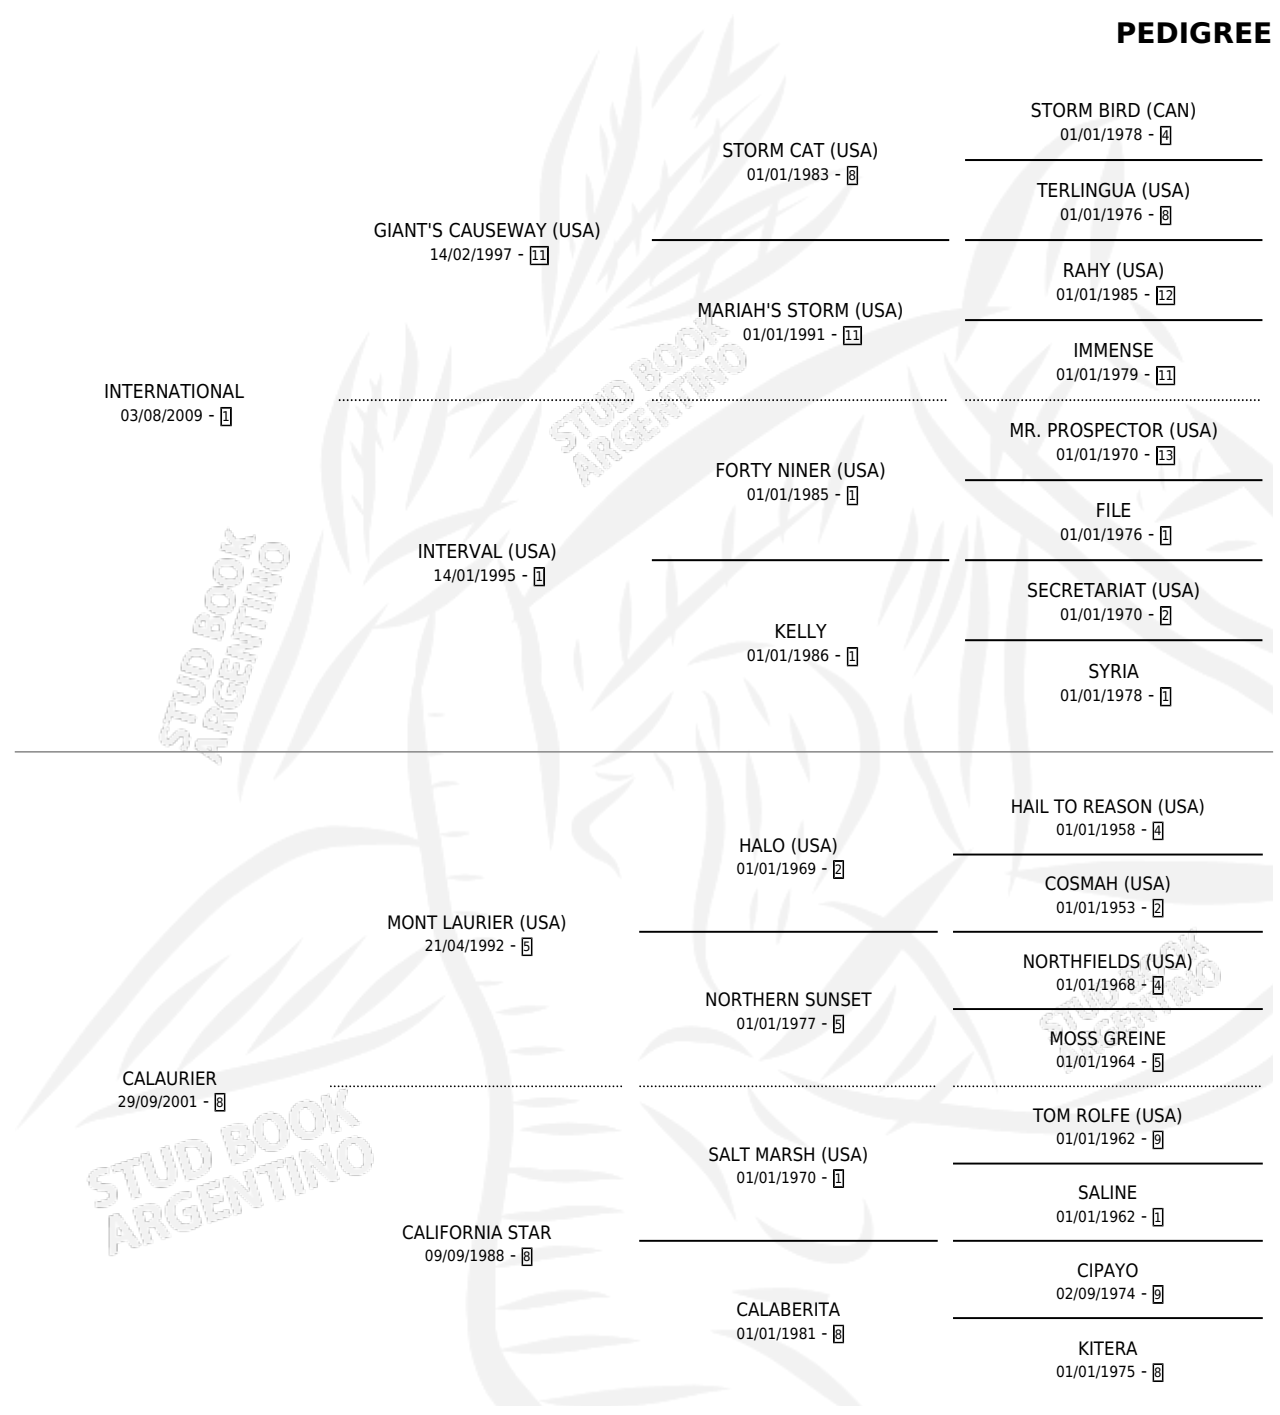 PEDIGREE
STORM BIRD (CAN)
01/01/1978 - 4
STORM CAT (USA)
01/01/1983 - 8
TERLINGUA (USA)
01/01/1976 - 8
GIANT'S CAUSEWAY (USA)
14/02/1997 - 11
RAHY (USA)
01/01/1985 - 12
MARIAH'S STORM (USA)
01/01/1991 - 11
IMMENSE
01/01/1979 - 11
INTERNATIONAL
03/08/2009 - 1
MR. PROSPECTOR (USA)
01/01/1970 - 13
FORTY NINER (USA)
01/01/1985 - 1
FILE
01/01/1976 - 1
INTERVAL (USA)
14/01/1995 - 1
SECRETARIAT (USA)
01/01/1970 - 2
KELLY
01/01/1986 - 1
SYRIA
01/01/1978 - 1
HAIL TO REASON (USA)
01/01/1958 - 4
HALO (USA)
01/01/1969 - 2
COSMAH (USA)
01/01/1953 - 2
MONT LAURIER (USA)
21/04/1992 - 5
NORTHFIELDS (USA)
01/01/1968 - 4
NORTHERN SUNSET
01/01/1977 - 5
MOSS GREINE
01/01/1964 - 5
CALAURIER
29/09/2001 - 8
TOM ROLFE (USA)
01/01/1962 - 9
SALT MARSH (USA)
01/01/1970 - 1
SALINE
01/01/1962 - 1
CALIFORNIA STAR
09/09/1988 - 8
CIPAYO
02/09/1974 - 9
CALABERITA
01/01/1981 - 8
KITERA
01/01/1975 - 8
STUD BOOK
ARGENTINO
STUD BOOK
ARGENTINO
STUD BOOK
ARGENTINO
STUD BOOK
ARGENTINO